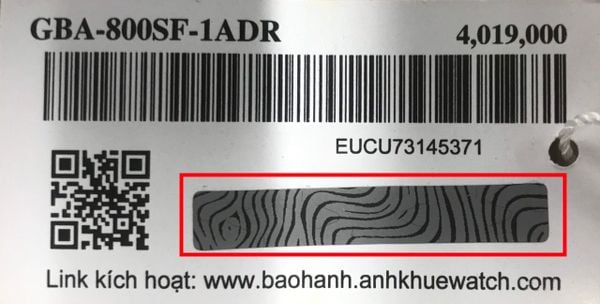 GBA-800SF-1ADR 4,019,000
EUCU73145371
Link kích hoạt: www.baohanh.anhkhuewatch.com